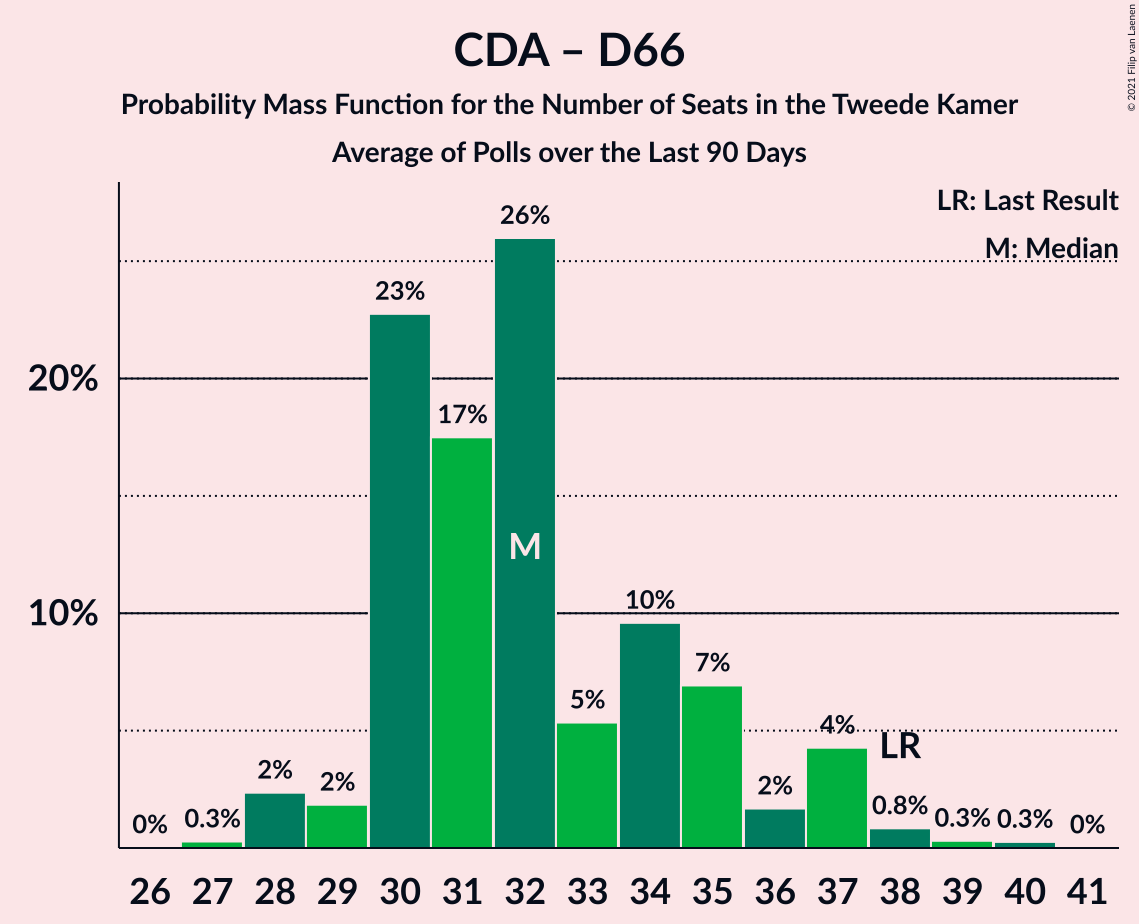 CDA – D66
Probability Mass Function for the Number of Seats in the Tweede Kamer
Average of Polls over the Last 90 Days
© 2021 Filip van Laenen
LR: Last Result
M: Median
26%
23%
20%
17%
M
10%
10%
7%
5%
4%
LR
2%
2%
2%
0%
0.3%
0.8%
0.3%
0.3%
0%
26 27 28 29 30 31 32 33 34 35 36 37 38 39 40 41